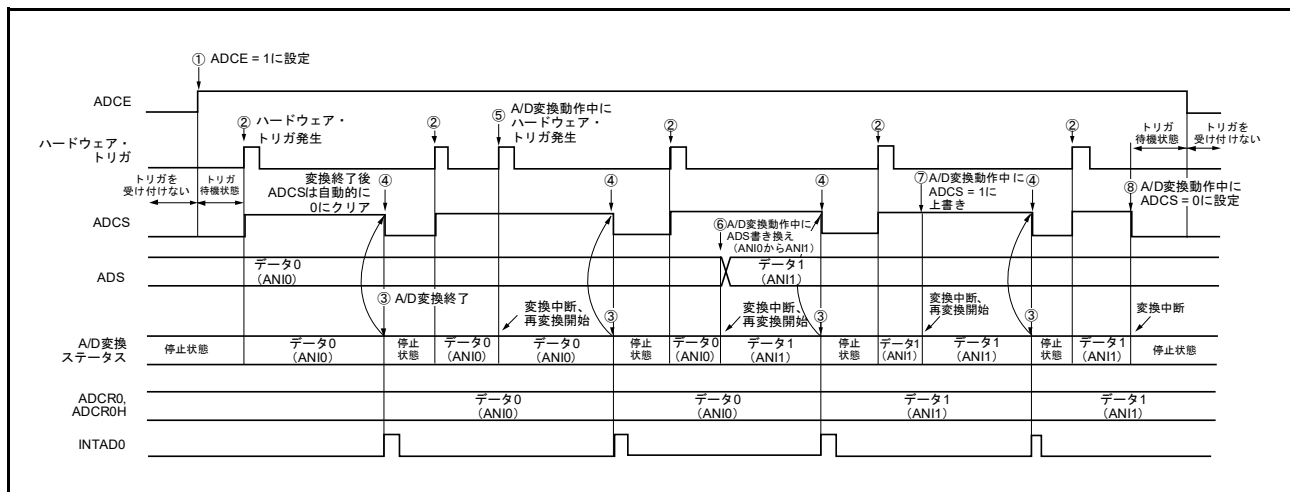 ① ADCE = 1に設定
ADCE
② ハードウェア・
トリガ発生
②
⑤ A/D変換動作中に
ハードウェア・
トリガ発生
②
②
②
トリガ
待機状態
トリガを
受け付けない
ハードウェア・
トリガ
トリガを
受け付けない
トリガ
待機状態
変換終了後
ADCSは自動的に
0にクリア
④
④
④
⑦ A/D変換動作中に
ADCS = 1に
上書き
④
⑧ A/D変換動作中に
ADCS = 0に設定
ADCS
⑥ A/D変換動作中に
ADS書き換え
（ANI0からANI1）
ADS
データ0
(ANI0)
データ1
(ANI1)
③ A/D変換終了
変換中断、
再変換開始
③
変換中断、
再変換開始
③
変換中断、
再変換開始
③
変換中断
A/D変換
ステータス
停止状態
データ0
(ANI0)
停止
状態
データ0
(ANI0)
データ0
(ANI0)
停止
状態
データ0
(ANI0)
データ1
(ANI1)
停止
状態
データ1
(ANI1)
データ1
(ANI1)
停止
状態
データ1
(ANI1)
停止状態
ADCR0,
ADCR0H
データ0
(ANI0)
データ0
(ANI0)
データ1
(ANI1)
データ1
(ANI1)
INTAD0